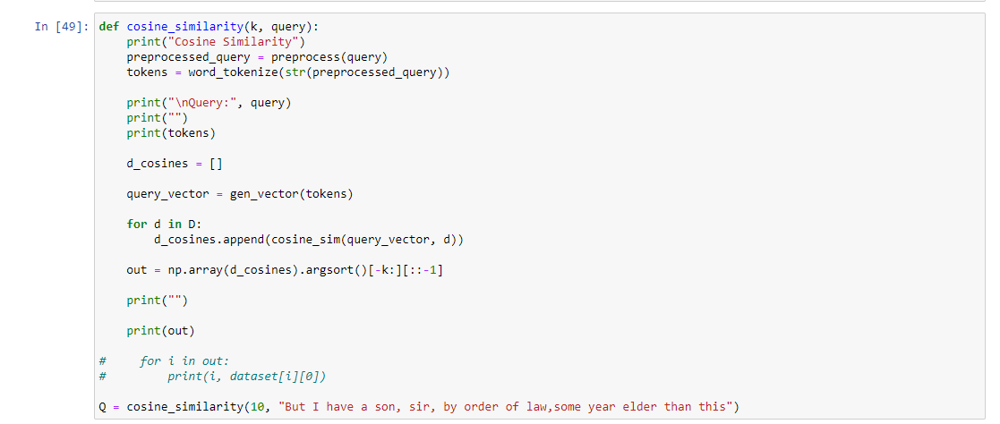 In [49]: def cosine_similarity(k, query):
    print("Cosine Similarity")
    preprocessed_query = preprocess(query)
    tokens = word_tokenize(str(preprocessed_query))
    print("\nQuery:", query)
    print("")
    print(tokens)
    d_cosines = []
    query_vector = gen_vector(tokens)
    for d in D:
        d_cosines.append(cosine_sim(query_vector, d))
    out = np.array(d_cosines).argsort()[-k:][::-1]
    print("")
    print(out)
#     for i in out:
#         print(i, dataset[i][0])
Q = cosine_similarity(10, "But I have a son, sir, by order of law,some year elder than this")